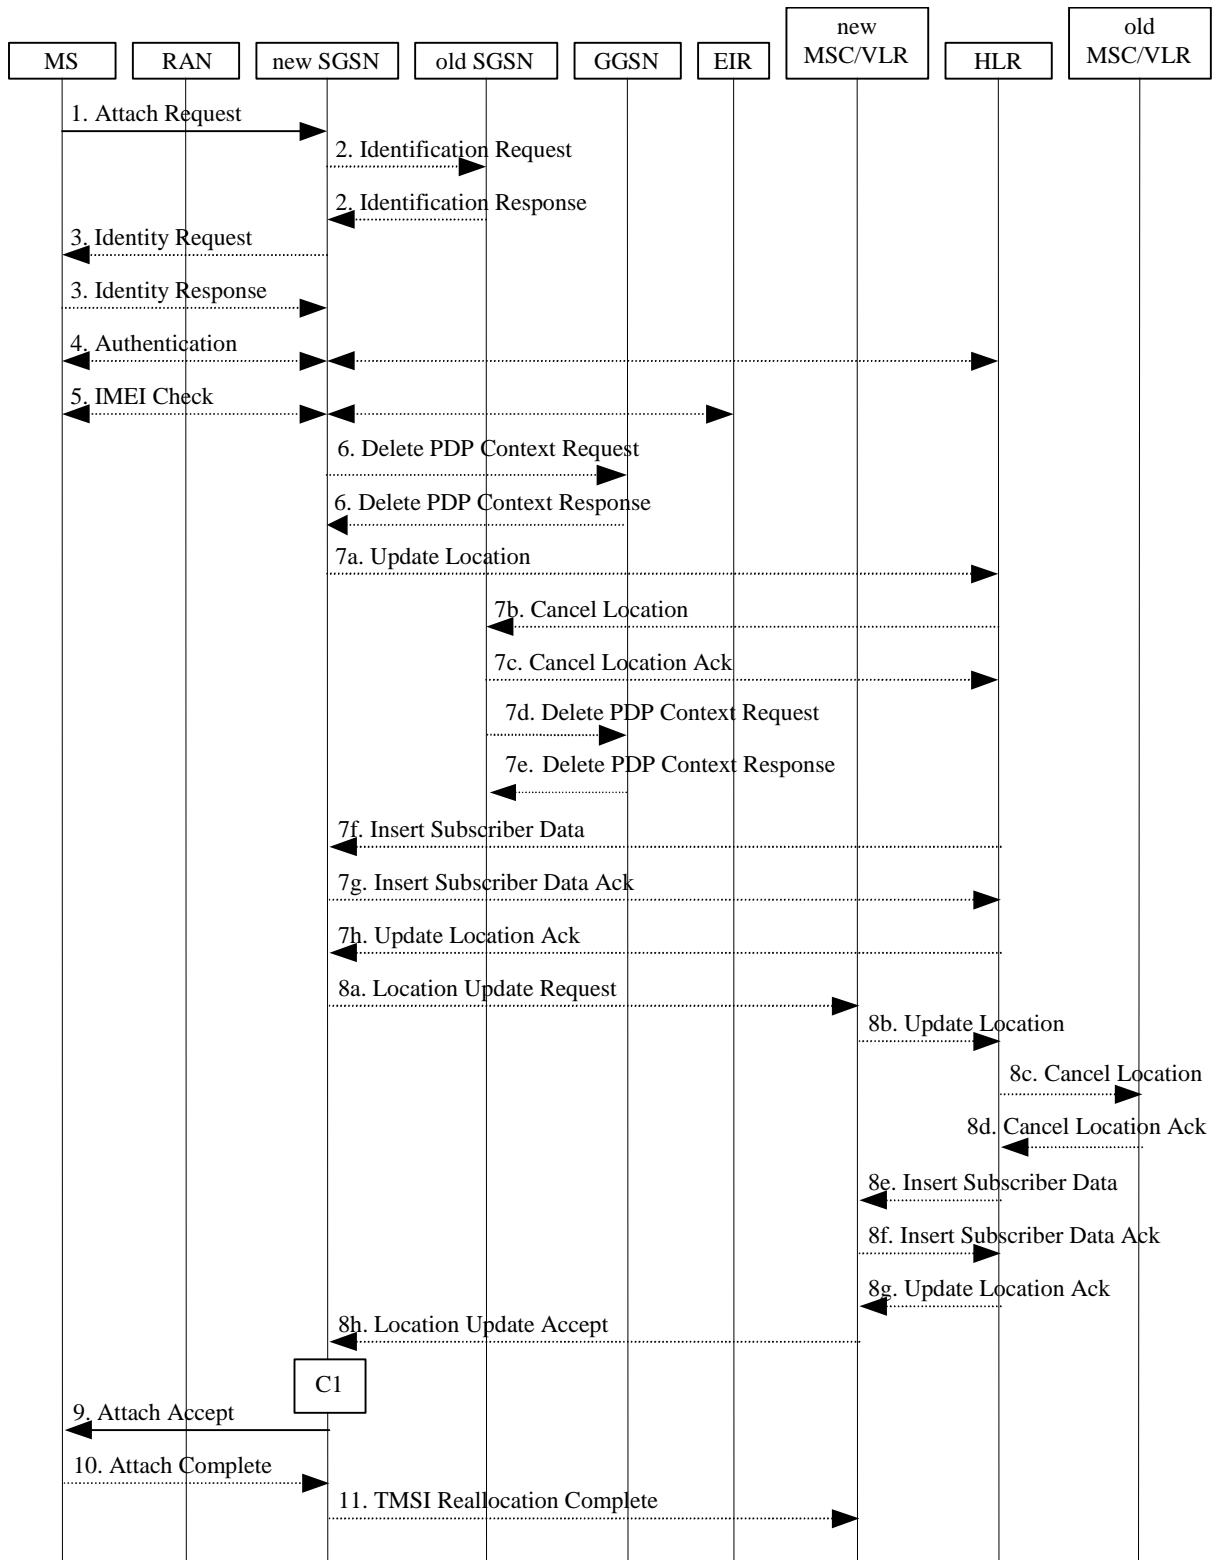 new
old
MS
RAN
new SGSN
old SGSN
GGSN
EIR
MSC/VLR
HLR
MSC/VLR
1. Attach Request
2. Identification Request
2. Identification Response
3. Identity Request
3. Identity Response
4. Authentication
5. IMEI Check
6. Delete PDP Context Request
6. Delete PDP Context Response
7a. Update Location
7b. Cancel Location
7c. Cancel Location Ack
7d. Delete PDP Context Request
7e. Delete PDP Context Response
7f. Insert Subscriber Data
7g. Insert Subscriber Data Ack
7h. Update Location Ack
8a. Location Update Request
8b. Update Location
8c. Cancel Location
8d. Cancel Location Ack
8e. Insert Subscriber Data
8f. Insert Subscriber Data Ack
8g. Update Location Ack
8h. Location Update Accept
C1
9. Attach Accept
10. Attach Complete
11. TMSI Reallocation Complete